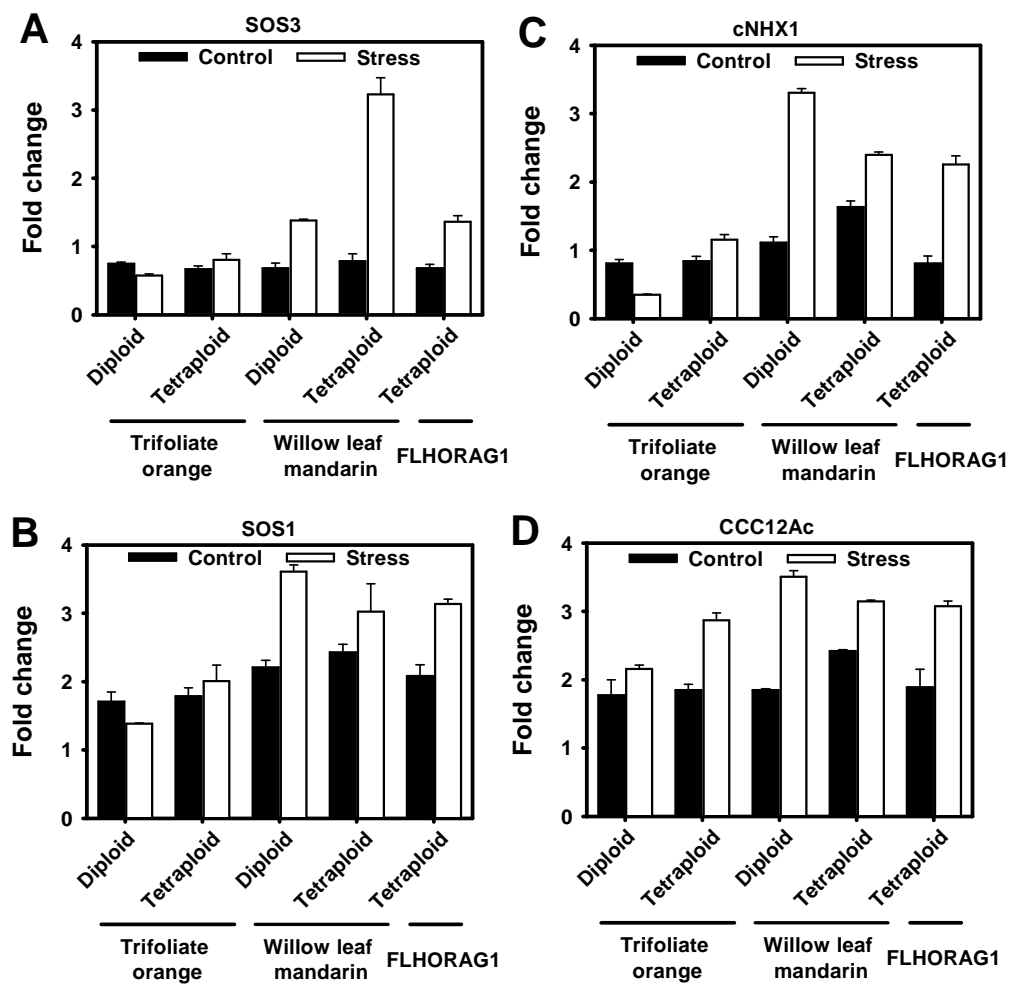 A
SOS3
Control
Stress
Fold change
4
3
2
1
0
Diploid
Tetraploid
Diploid
Tetraploid
Tetraploid
Trifoliate
orange
Willow leaf
mandarin
FLHORAG1
C
cNHX1
Control
Stress
Fold change
4
3
2
1
0
Diploid
Tetraploid
Diploid
Tetraploid
Tetraploid
Trifoliate
orange
Willow leaf
mandarin
FLHORAG1
B
SOS1
Control
Stress
Fold change
4
3
2
1
0
Diploid
Tetraploid
Diploid
Tetraploid
Tetraploid
Trifoliate
orange
Willow leaf
mandarin
FLHORAG1
D
CCC12Ac
Control
Stress
Fold change
4
3
2
1
0
Diploid
Tetraploid
Diploid
Tetraploid
Tetraploid
Trifoliate
orange
Willow leaf
mandarin
FLHORAG1